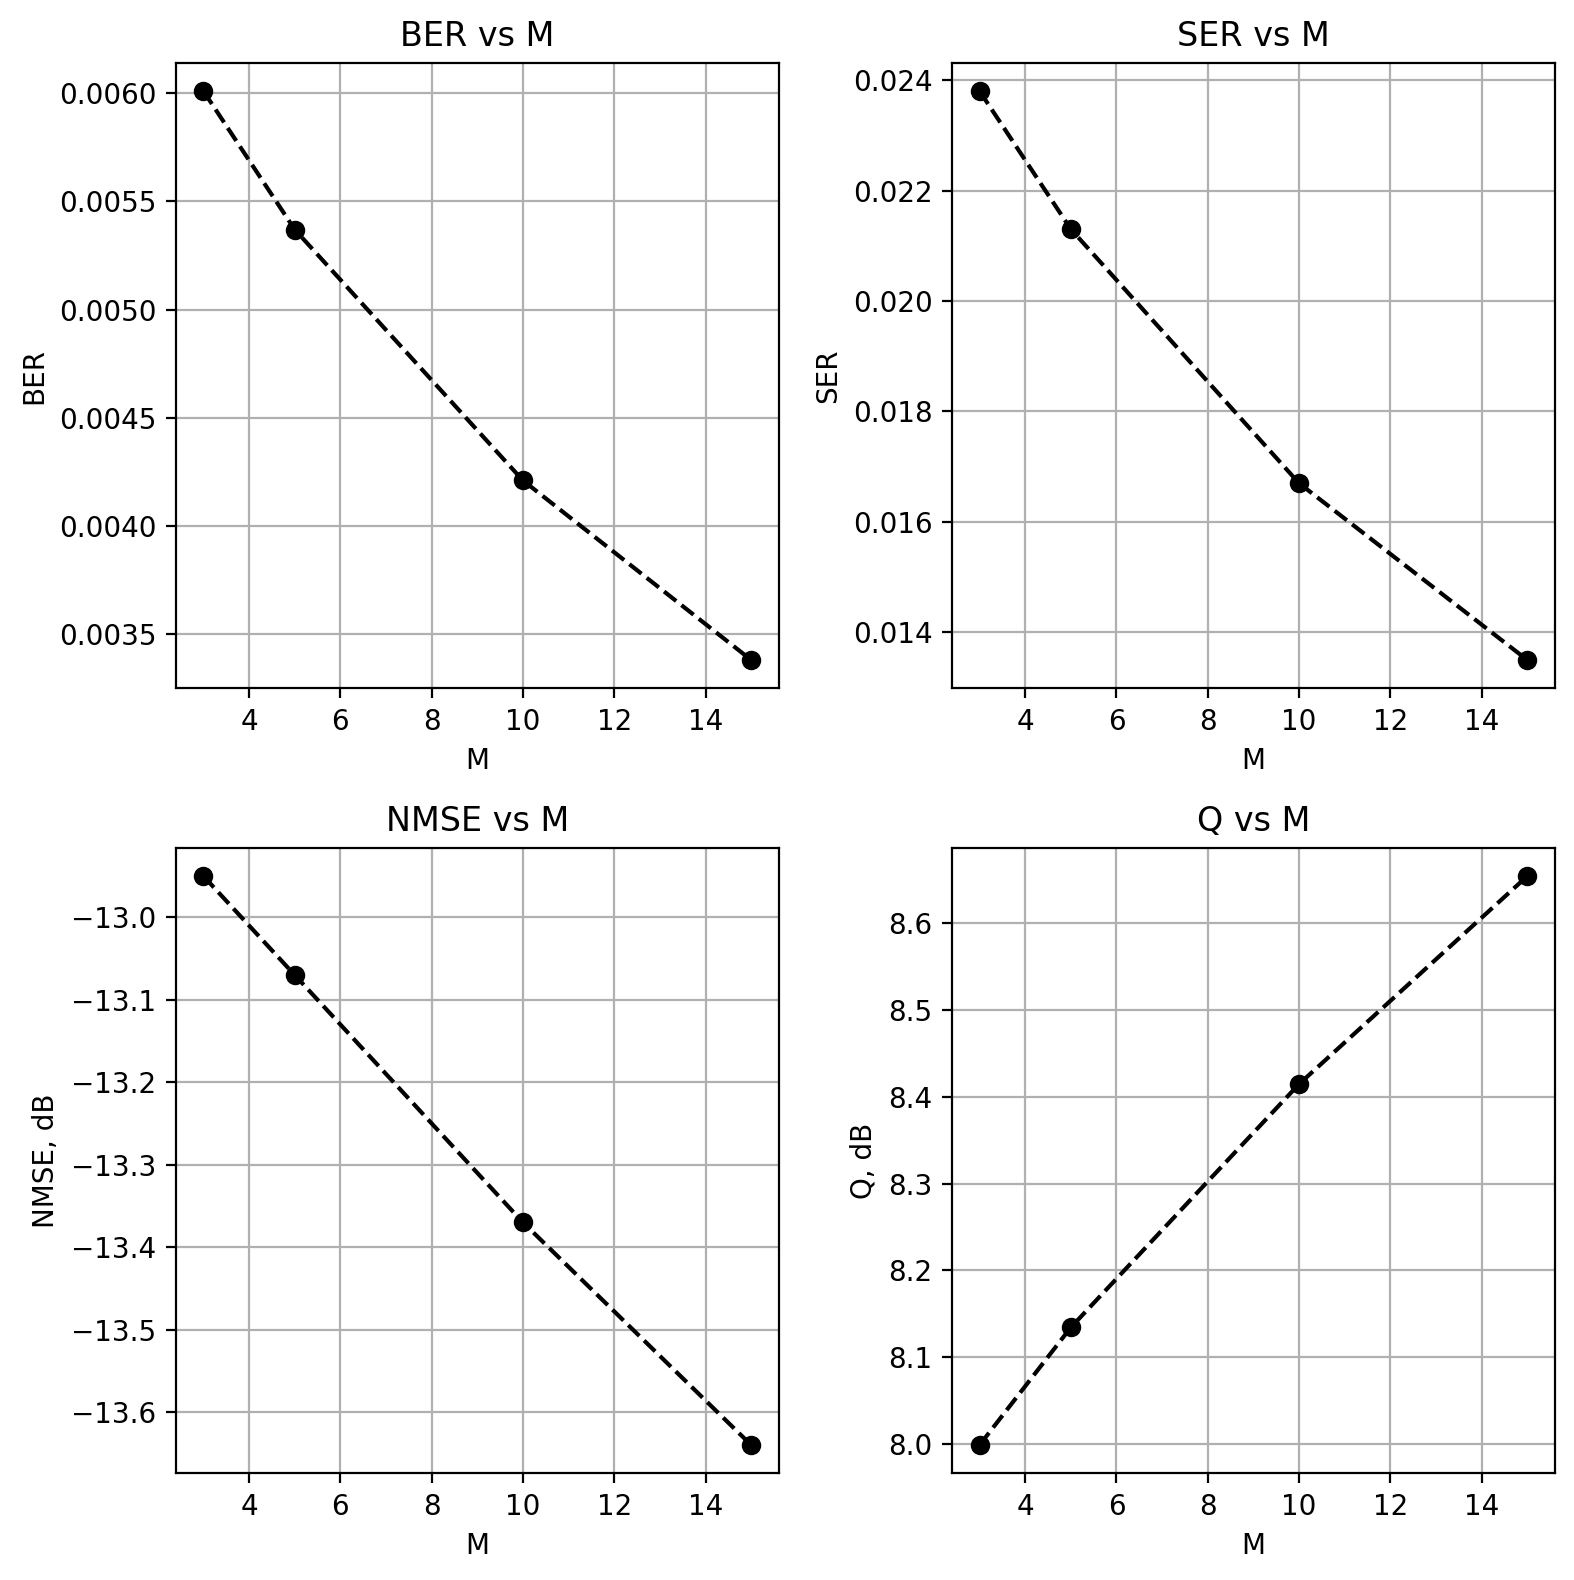 BER vs M
0.0060
0.0055
0.0050
0.0045
0.0040
0.0035
BER
4 6 8 10 12 14
M
SER vs M
0.024
0.022
0.020
0.018
0.016
0.014
SER
4 6 8 10 12 14
M
NMSE vs M
−13.0
−13.1
−13.2
−13.3
−13.4
−13.5
−13.6
NMSE, dB
4 6 8 10 12 14
M
Q vs M
8.6
8.5
8.4
8.3
8.2
8.1
8.0
Q, dB
4 6 8 10 12 14
M